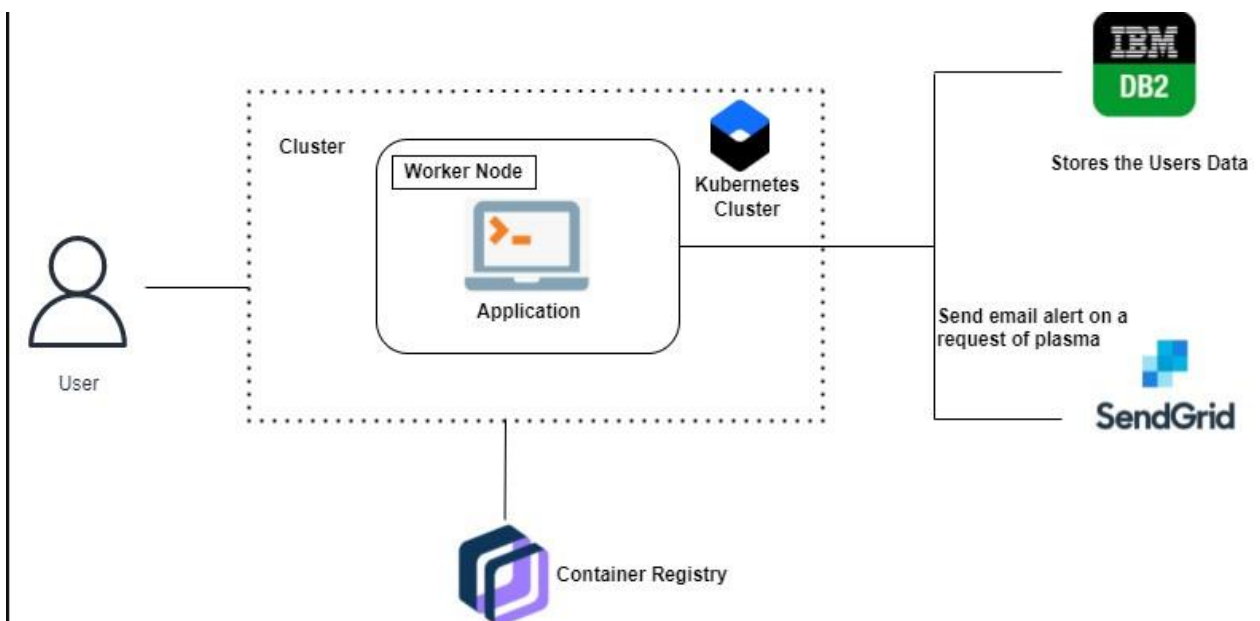 IBM
DB2
Stores the Users Data
Cluster
Worker Node
Kubernetes
Cluster
Application
User
Send email alert on a
request of plasma
SendGrid
Container Registry